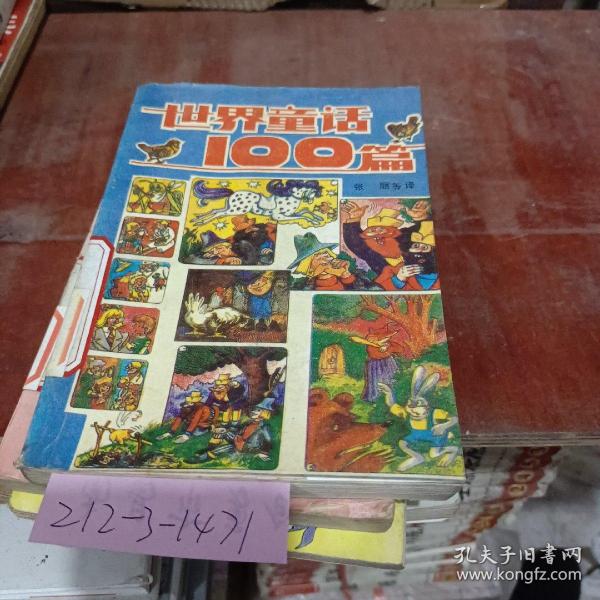 世界童话
100篇
张丽等译
212-3-1471
孔夫子旧书网
www.kongfz.com